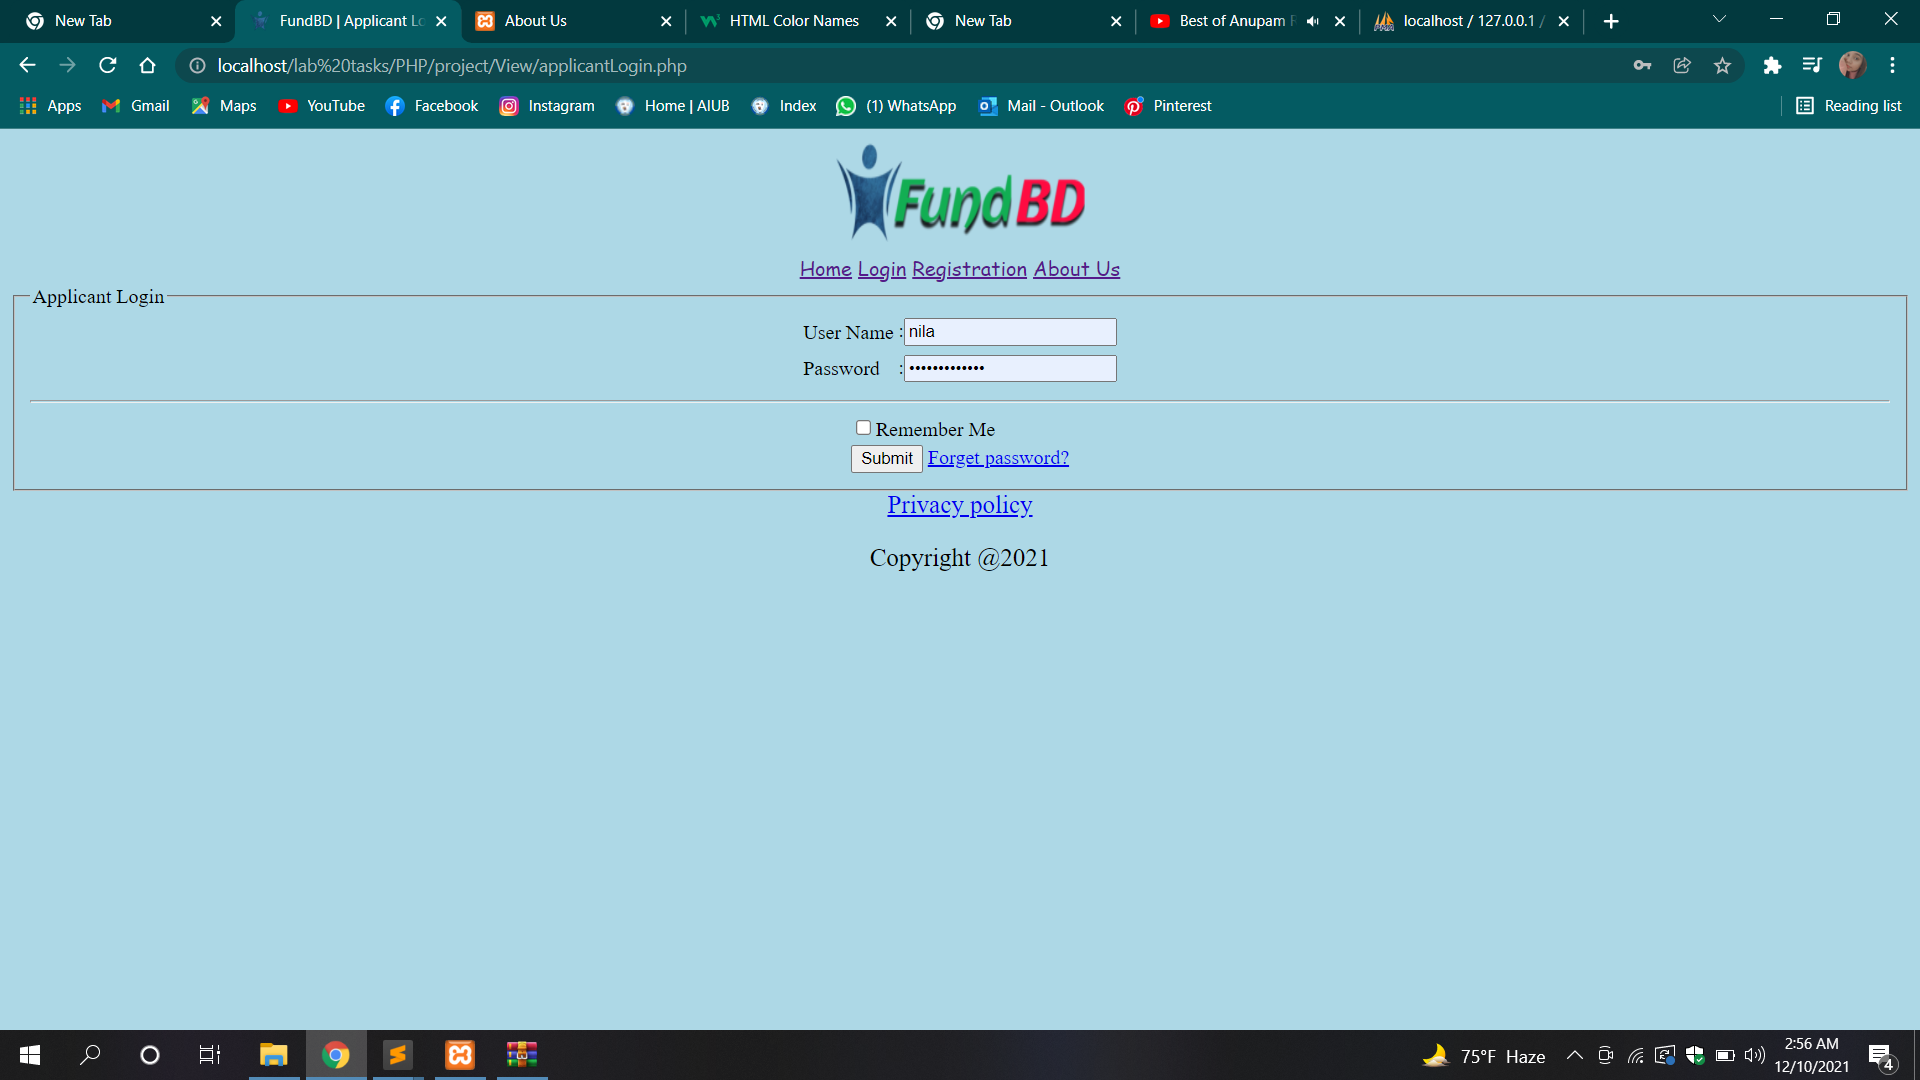 New Tab
FundBD | Applicant Lo
About Us
HTML Color Names
New Tab
Best of Anupam R
localhost / 127.0.0.1 /
localhost/lab%20tasks/PHP/project/View/applicantLogin.php
Apps Gmail Maps YouTube Facebook Instagram Home | AIUB Index (1) WhatsApp Mail - Outlook Pinterest Reading list
FundBD
Home Login Registration About Us
Applicant Login
User Name : nila
Password : •••••••••••••
Remember Me
Submit Forget password?
Privacy policy
Copyright @2021
75°F Haze
2:56 AM
12/10/2021
4